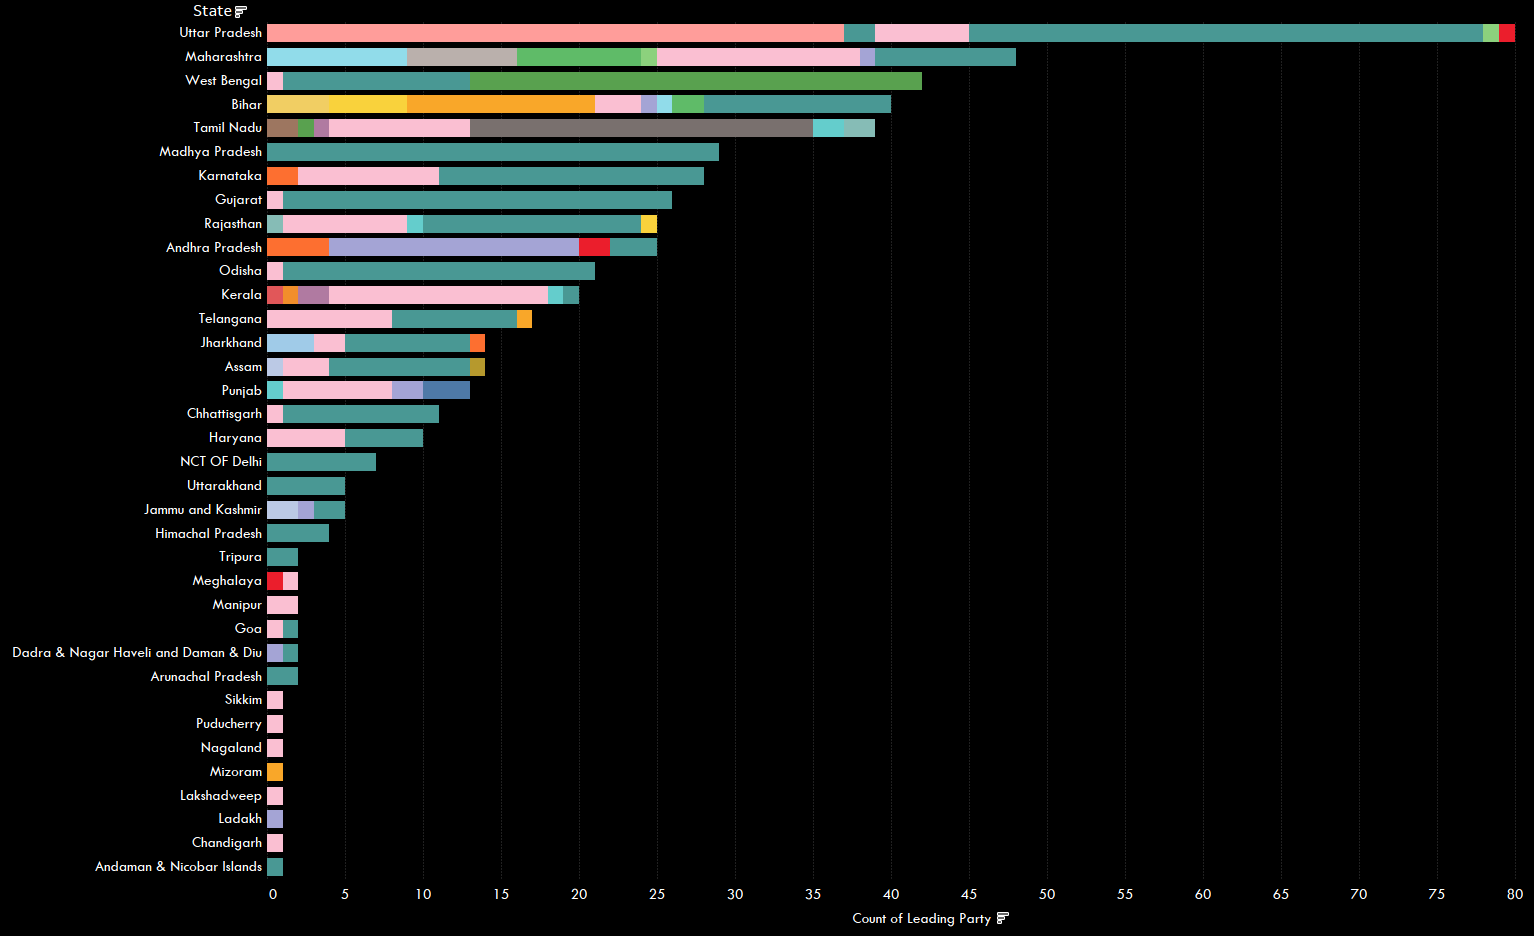 State
Uttar Pradesh
Maharashtra
West Bengal
Bihar
Tamil Nadu
Madhya Pradesh
Karnataka
Gujarat
Rajasthan
Andhra Pradesh
Odisha
Kerala
Telangana
Jharkhand
Assam
Punjab
Chhattisgarh
Haryana
NCT OF Delhi
Uttarakhand
Jammu and Kashmir
Himachal Pradesh
Tripura
Meghalaya
Manipur
Goa
Dadra & Nagar Haveli and Daman & Diu
Arunachal Pradesh
Sikkim
Puducherry
Nagaland
Mizoram
Lakshadweep
Ladakh
Chandigarh
Andaman & Nicobar Islands
0 5 10 15 20 25 30 35 40 45 50 55 60 65 70 75 80
Count of Leading Party